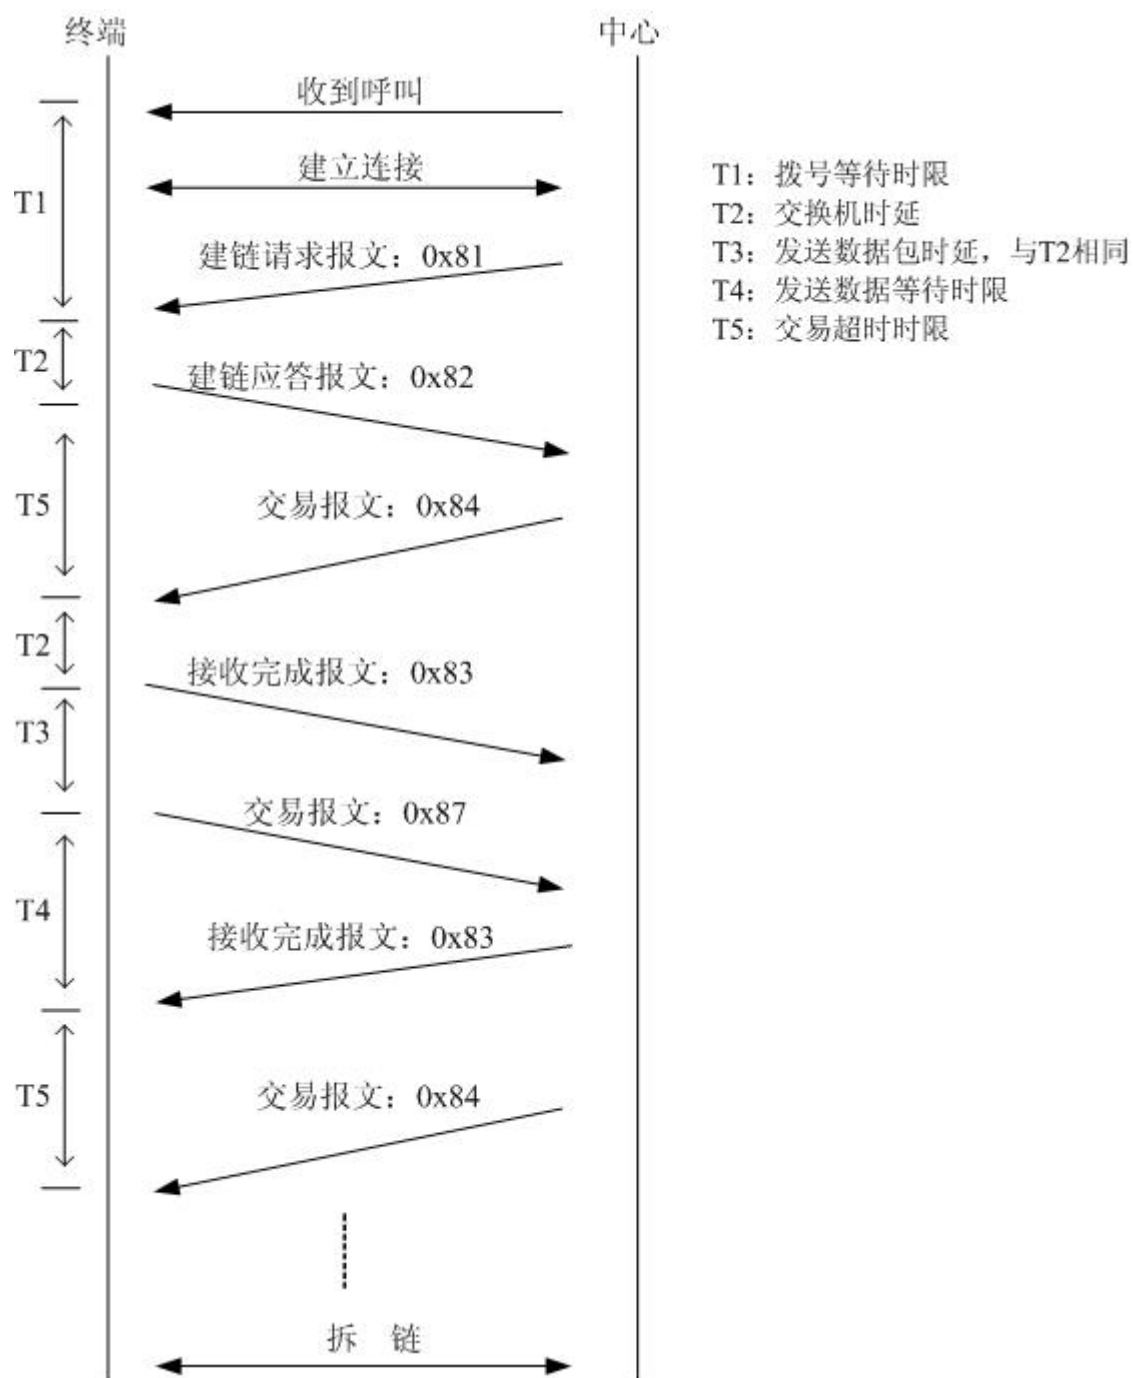 终端
中心
收到呼叫
建立连接
T1
建链请求报文：0x81
T1：拨号等待时限
T2：交换机时延
T3：发送数据包时延，与T2相同
T4：发送数据等待时限
T5：交易超时时限
T2
建链应答报文：0x82
T5
交易报文：0x84
T2
接收完成报文：0x83
T3
交易报文：0x87
T4
接收完成报文：0x83
T5
交易报文：0x84
拆 链